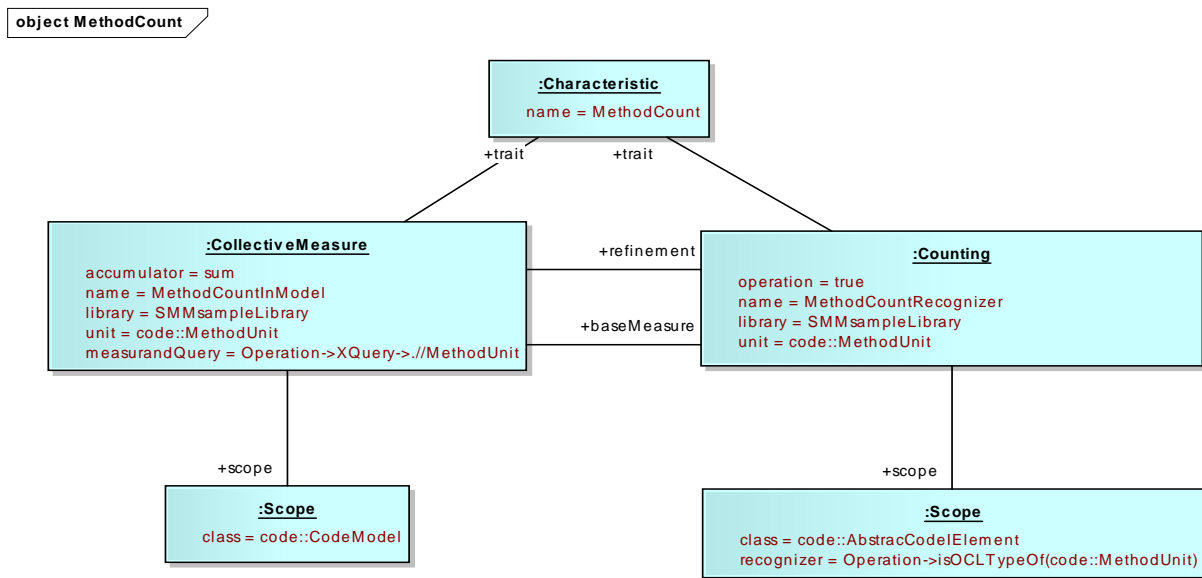 object MethodCount
:Characteristic
name = MethodCount
+trait
+trait
:CollectiveMeasure
accumulator = sum
name = MethodCountInModel
library = SMMsampleLibrary
unit = code::MethodUnit
measurandQuery = Operation->XQuery->.//MethodUnit
+refinement
+baseMeasure
:Counting
operation = true
name = MethodCountRecognizer
library = SMMsampleLibrary
unit = code::MethodUnit
+scope
+scope
:Scope
class = code::CodeModel
:Scope
class = code::AbstracCodelElement
recognizer = Operation->isOCLTypeOf(code::MethodUnit)